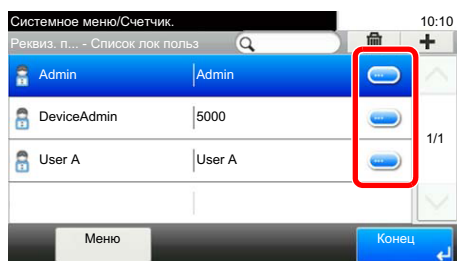 Системное меню/Счетчик. 10:10
Реквиз. п... - Список лок польз
Admin Admin
DeviceAdmin 5000
1/1
User A User A
Меню Конец